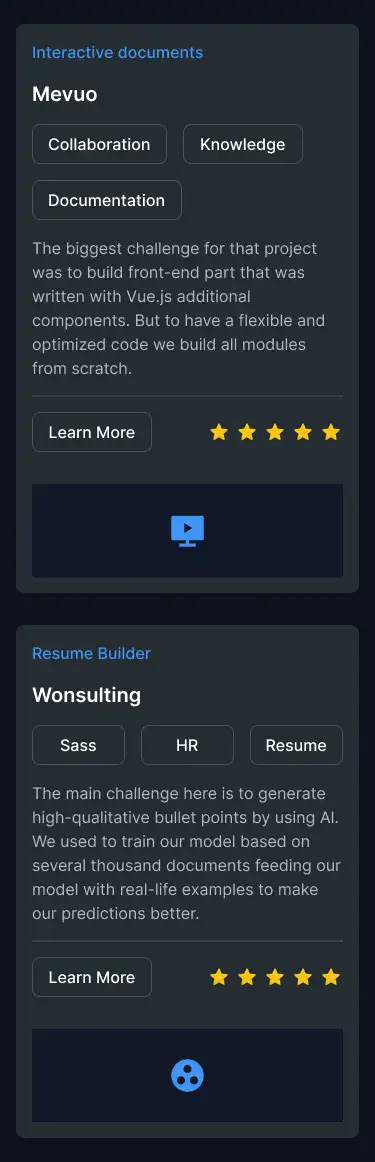 Interactive documents
Mevuo
Collaboration
Knowledge
Documentation
The biggest challenge for that project
was to build front-end part that was
written with Vue.js additional
components. But to have a flexible and
optimized code we build all modules
from scratch.
Learn More
Resume Builder
Wonsulting
Sass
HR
Resume
The main challenge here is to generate
high-qualitative bullet points by using AI.
We used to train our model based on
several thousand documents feeding our
model with real-life examples to make
our predictions better.
Learn More